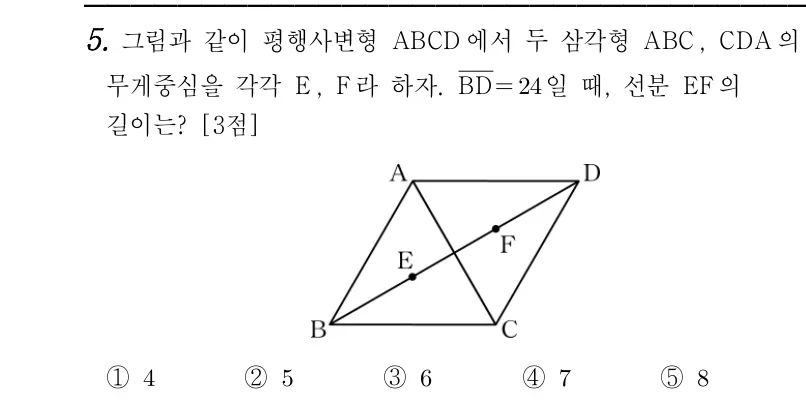 5. 그림과 같이 평행사변형 ABCD에서 두 삼각형 ABC, CDA의
무게중심을 각각 E, F라 하자. $\overline{BD}=24$일 때, 선분 EF의
길이는? [3점]
A
D
F
E
B
C
① 4 ② 5 ③ 6 ④ 7 ⑤ 8